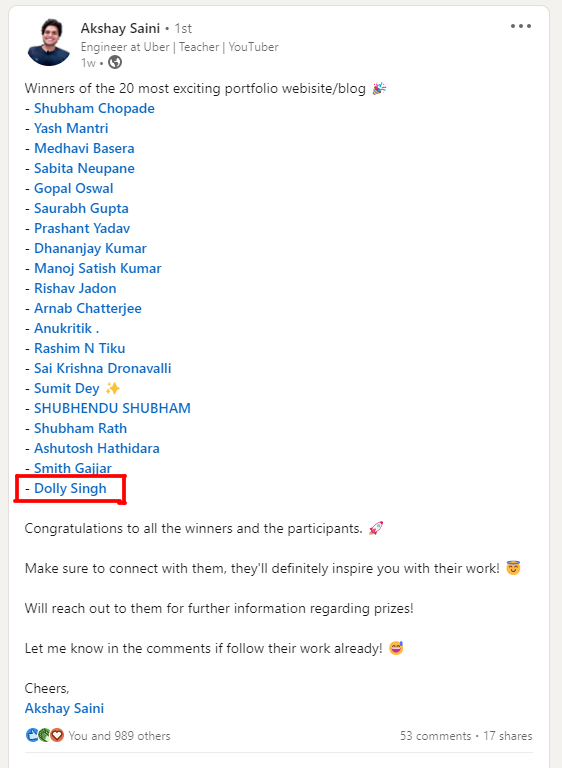 Akshay Saini • 1st
Engineer at Uber | Teacher | YouTuber
1w •
Winners of the 20 most exciting portfolio webisite/blog 🎉
- Shubham Chopade
- Yash Mantri
- Medhavi Basera
- Sabita Neupane
- Gopal Oswal
- Saurabh Gupta
- Prashant Yadav
- Dhananjay Kumar
- Manoj Satish Kumar
- Rishav Jadon
- Arnab Chatterjee
- Anukritik .
- Rashim N Tiku
- Sai Krishna Dronavalli
- Sumit Dey ✨
- SHUBHENDU SHUBHAM
- Shubham Rath
- Ashutosh Hathidara
- Smith Gajjar
- Dolly Singh
Congratulations to all the winners and the participants. 🚀
Make sure to connect with them, they'll definitely inspire you with their work! 😇
Will reach out to them for further information regarding prizes!
Let me know in the comments if follow their work already! 😅
Cheers,
Akshay Saini
You and 989 others 53 comments • 17 shares